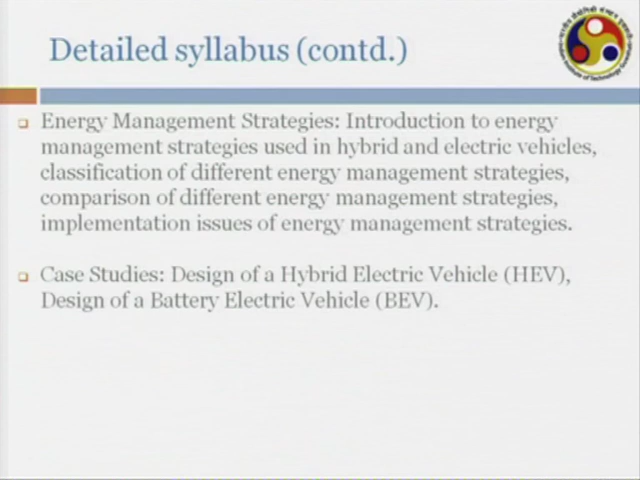 Detailed syllabus (contd.)
Energy Management Strategies: Introduction to energy
management strategies used in hybrid and electric vehicles,
classification of different energy management strategies,
comparison of different energy management strategies,
implementation issues of energy management strategies.
Case Studies: Design of a Hybrid Electric Vehicle (HEV),
Design of a Battery Electric Vehicle (BEV).